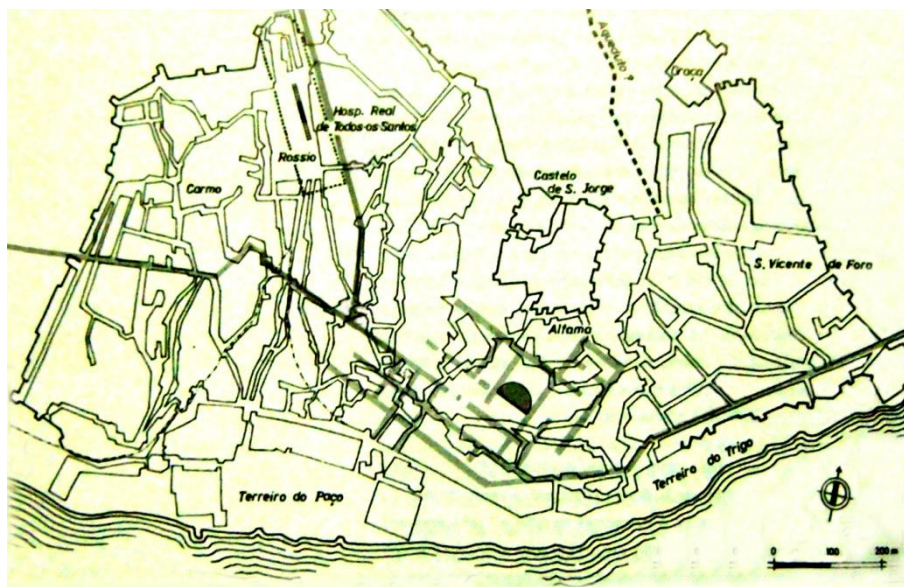 Aqueduto ?
Graça
Hosp. Real
de Todos-os-Santos
Rossio
Carmo
Castelo
de S. Jorge
S. Vicente de Fora
Alfama
Terreiro do Trigo
Terreiro do Paço
0 100 200 m